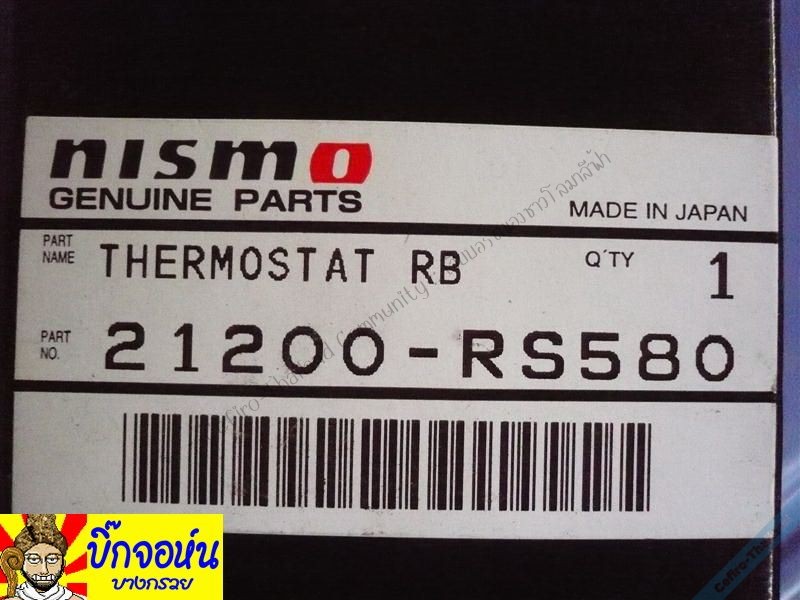 nismo
GENUINE PARTS
MADE IN JAPAN
PART NAME THERMOSTAT RB Q'TY 1
PART NO. 21200-RS580
บิ๊กจอห์น
บางกรวย